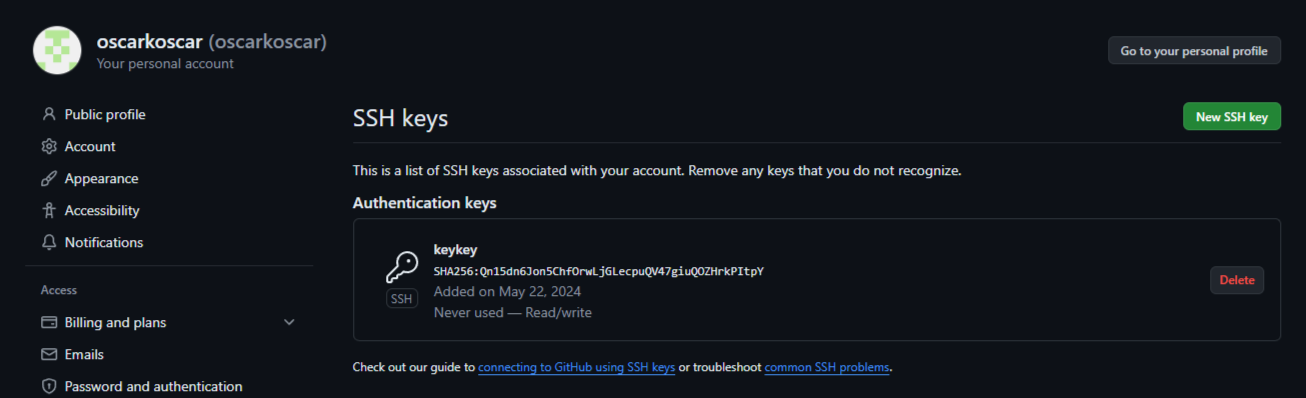 oscarkoscar (oscarkoscar)
Your personal account
Go to your personal profile
Public profile
Account
Appearance
Accessibility
Notifications
Access
Billing and plans
Emails
Password and authentication
SSH keys
New SSH key
This is a list of SSH keys associated with your account. Remove any keys that you do not recognize.
Authentication keys
keykey
SHA256:Qn15dn6Jon5ChfOrwLjGLecpuQV47giuQOZHrkPItpY
Added on May 22, 2024
Never used — Read/write
SSH
Delete
Check out our guide to connecting to GitHub using SSH keys or troubleshoot common SSH problems.